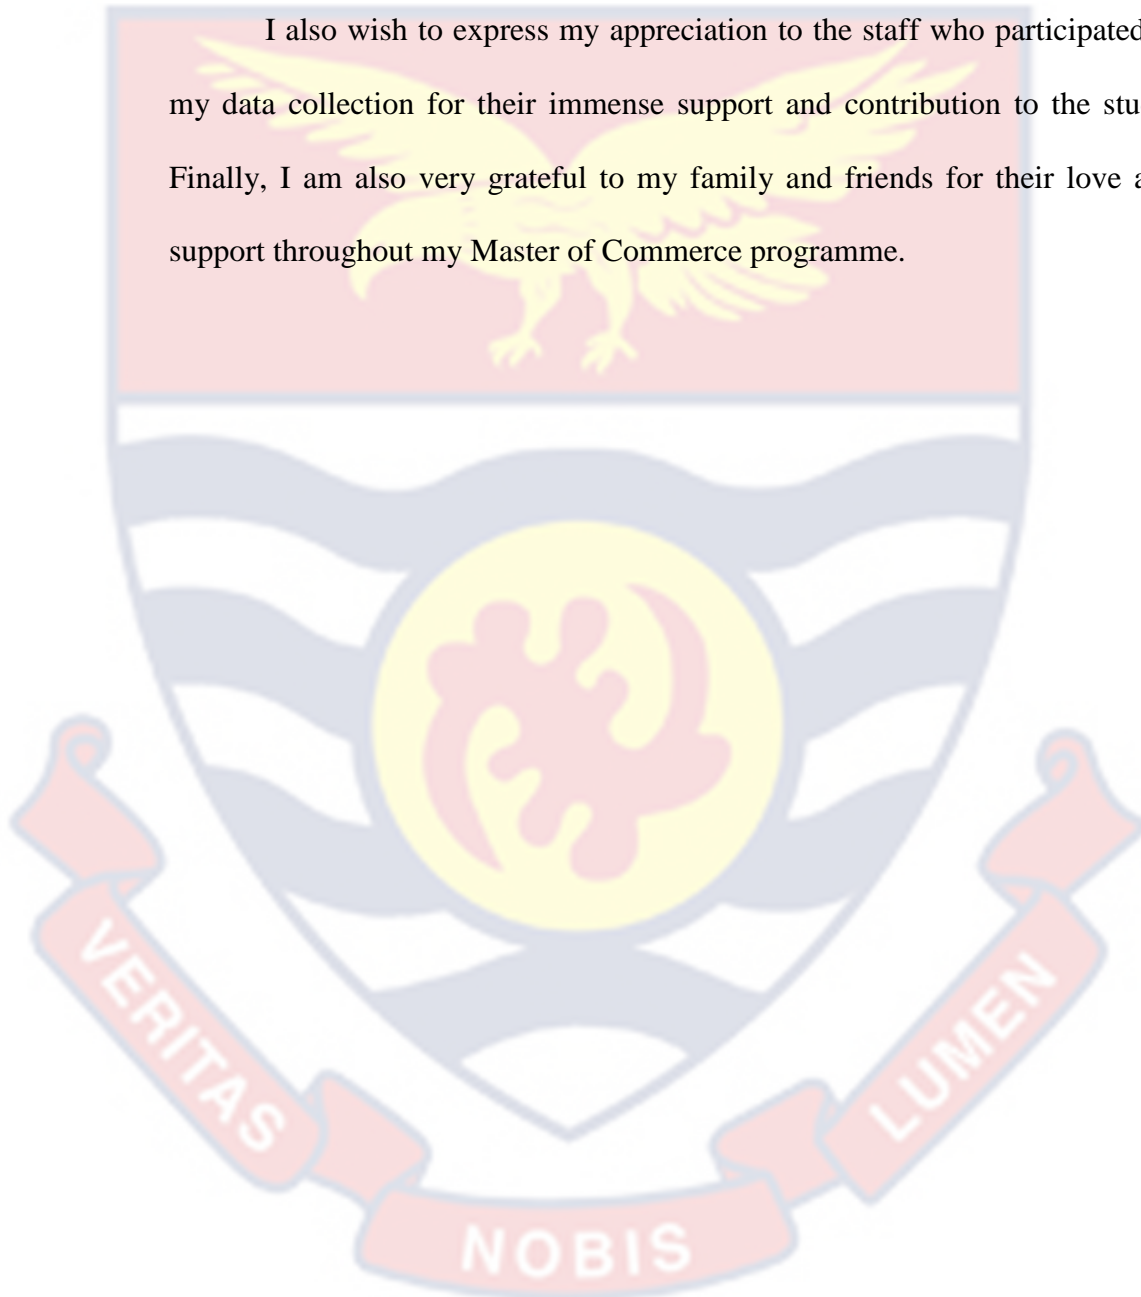 I also wish to express my appreciation to the staff who participated
my data collection for their immense support and contribution to the stu
Finally, I am also very grateful to my family and friends for their love a
support throughout my Master of Commerce programme.
VERITAS
NOBIS
LUMEN